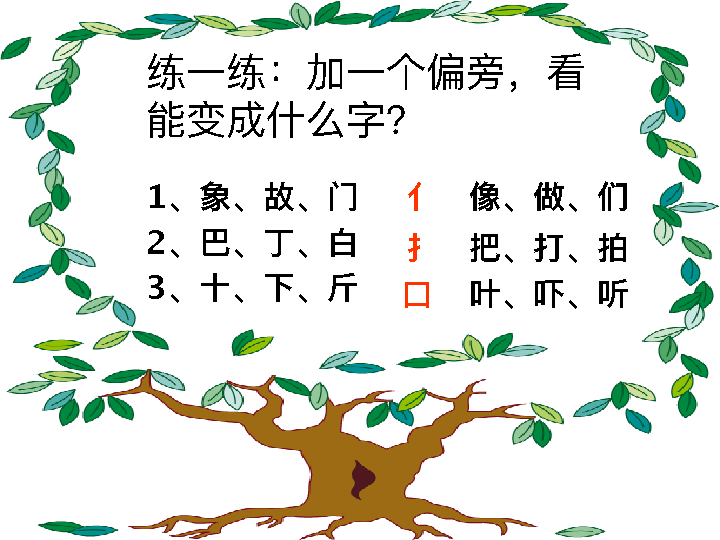 练一练：加一个偏旁，看
能变成什么字？
1、象、故、门 亻 像、做、们
2、巴、丁、白 扌 把、打、拍
3、十、下、斤 口 叶、吓、听